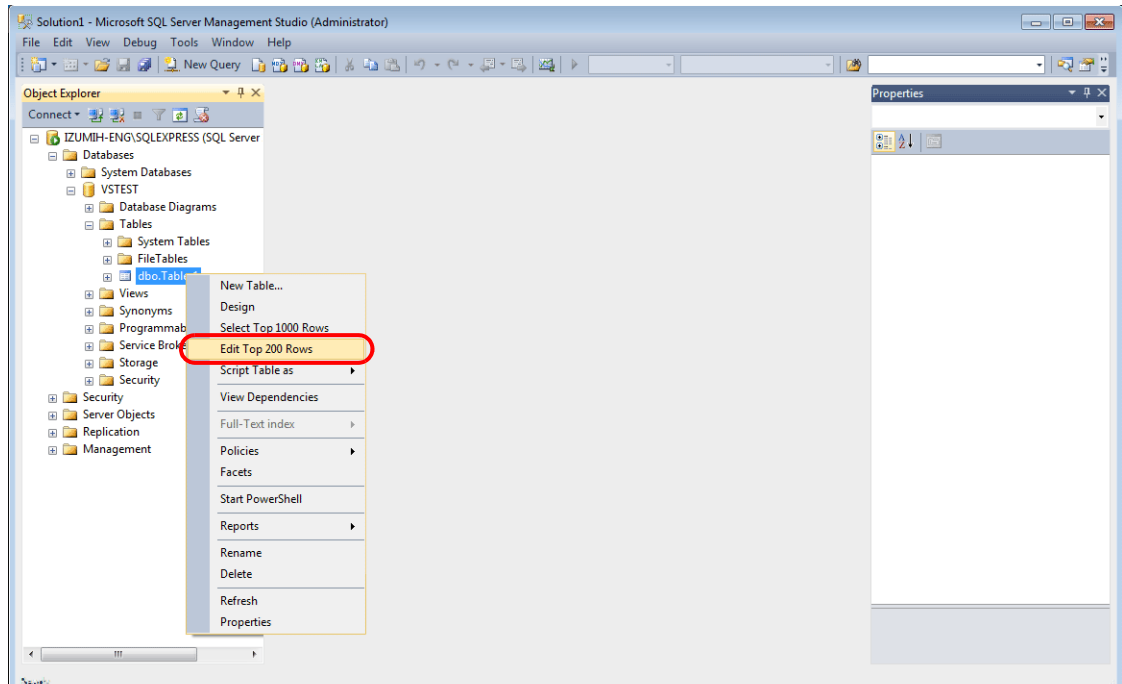 Solution1 - Microsoft SQL Server Management Studio (Administrator)
File Edit View Debug Tools Window Help
New Query
Object Explorer
Properties
Connect
IZUMIH-ENG\SQLEXPRESS (SQL Server
Databases
System Databases
VSTEST
Database Diagrams
Tables
System Tables
FileTables
dbo.Table
Views
Synonyms
Programmab
Service Broke
Storage
Security
Security
Server Objects
Replication
Management
New Table...
Design
Select Top 1000 Rows
Edit Top 200 Rows
Script Table as
View Dependencies
Full-Text index
Policies
Facets
Start PowerShell
Reports
Rename
Delete
Refresh
Properties